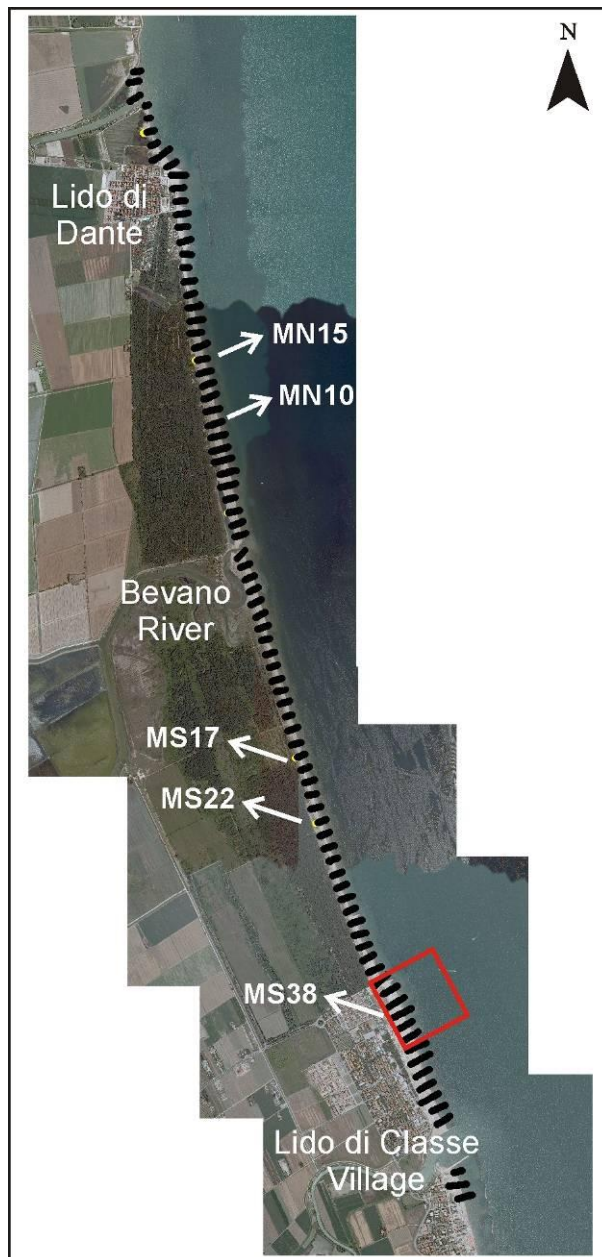 N
Lido di
Dante
MN15
MN10
Bevano
River
MS17
MS22
MS38
Lido di Classe
Village